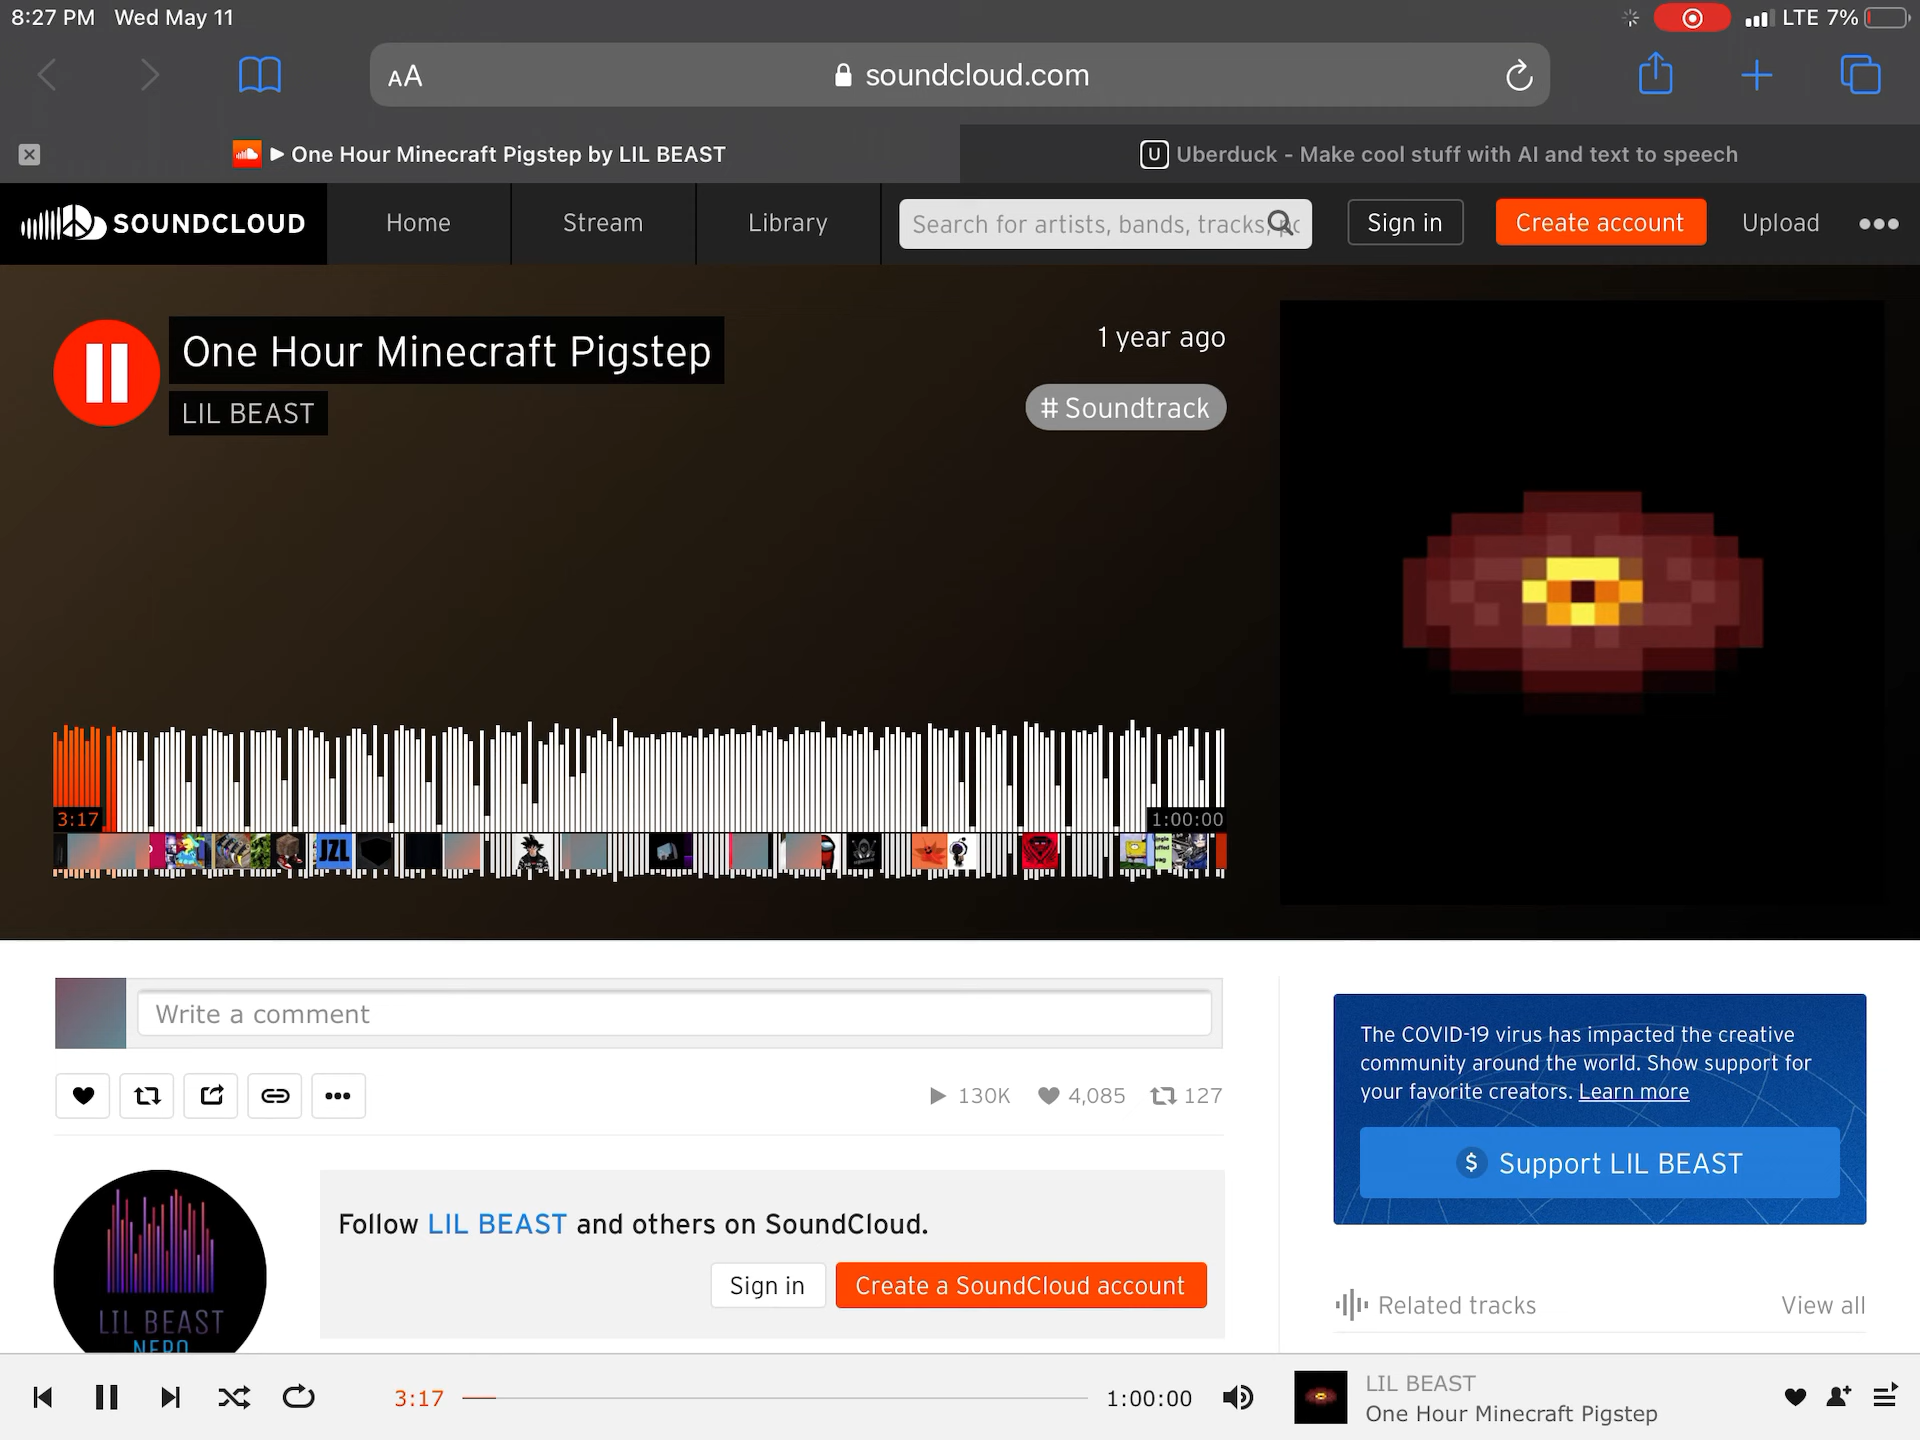 8:27 PM Wed May 11
LTE 7%
AA
soundcloud.com
▶ One Hour Minecraft Pigstep by LIL BEAST
U Uberduck - Make cool stuff with AI and text to speech
SOUNDCLOUD
Home
Stream
Library
Search for artists, bands, tracks,
Sign in
Create account
Upload
One Hour Minecraft Pigstep
LIL BEAST
1 year ago
# Soundtrack
3:17
1:00:00
JZL
Write a comment
130K
4,085
127
The COVID-19 virus has impacted the creative
community around the world. Show support for
your favorite creators. Learn more
$ Support LIL BEAST
LIL BEAST
NERO
Follow LIL BEAST and others on SoundCloud.
Sign in
Create a SoundCloud account
Related tracks
View all
3:17
1:00:00
LIL BEAST
One Hour Minecraft Pigstep